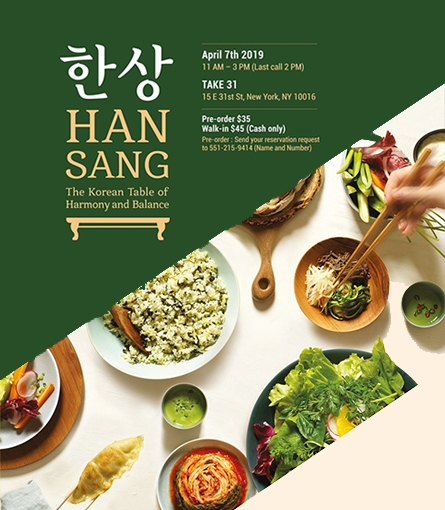 한상
HAN
SANG
The Korean Table of
Harmony and Balance
April 7th 2019
11 AM – 3 PM (Last call 2 PM)
TAKE 31
15 E 31st St, New York, NY 10016
Pre-order $35
Walk-in $45 (Cash only)
Pre-order : Send your reservation request
to 551-215-9414 (Name and Number)